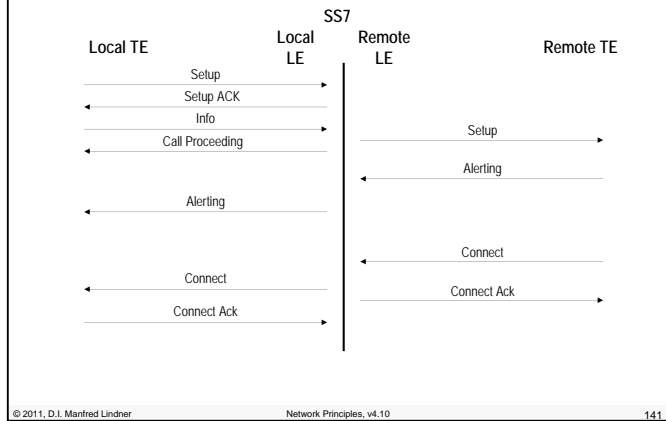 SS7
Local TE
Local
LE
Remote
LE
Remote TE
Setup
Setup ACK
Info
Setup
Call Proceeding
Alerting
Alerting
Connect
Connect
Connect Ack
Connect Ack
© 2011, D.I. Manfred Lindner
Network Principles, v4.10
141